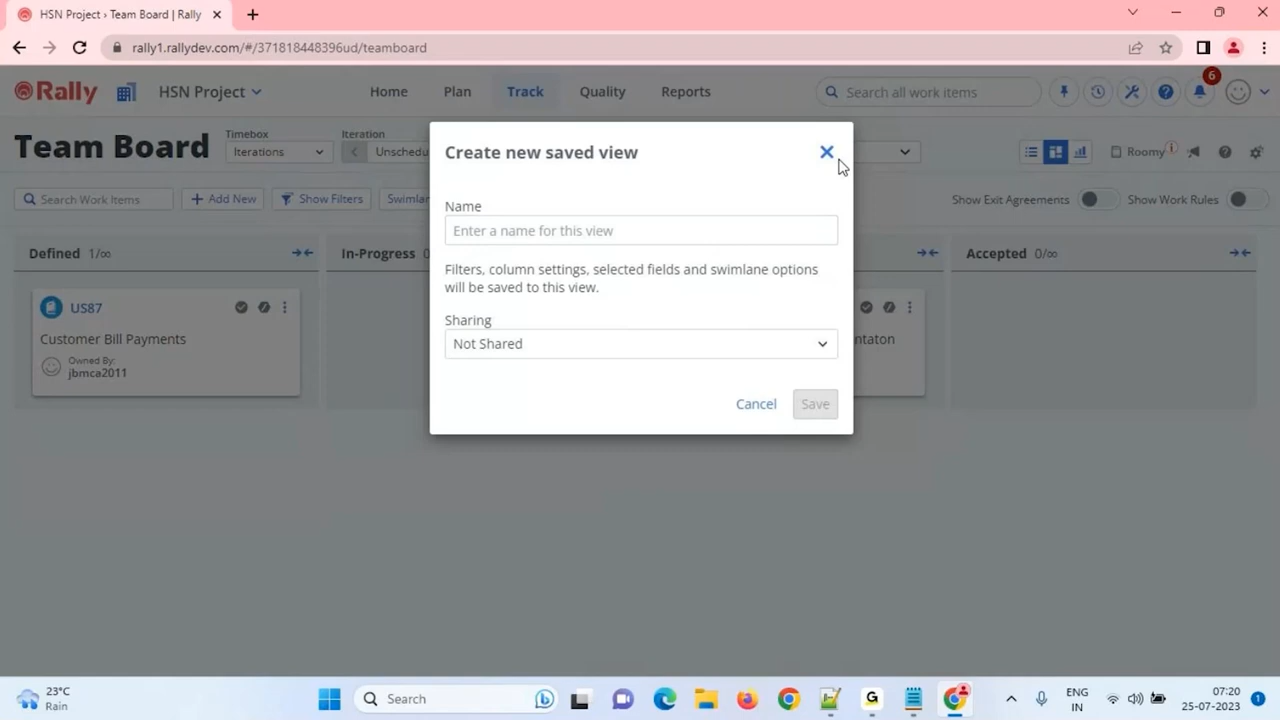 HSN Project › Team Board | Rally
rally1.rallydev.com/#/371818448396ud/teamboard
Rally
HSN Project
Home
Plan
Track
Quality
Reports
Search all work items
6
Team Board
Timebox
Iterations
Iteration
Unschedu
Roomy
Search Work Items
+ Add New
Show Filters
Swimlar
Show Exit Agreements
Show Work Rules
Defined 1/∞
In-Progress 0
Accepted 0/∞
US87
Customer Bill Payments
Owned By:
jbmca2011
ntaton
Create new saved view
Name
Enter a name for this view
Filters, column settings, selected fields and swimlane options
will be saved to this view.
Sharing
Not Shared
Cancel
Save
23°C
Rain
Search
ENG
IN
07:20
25-07-2023
1